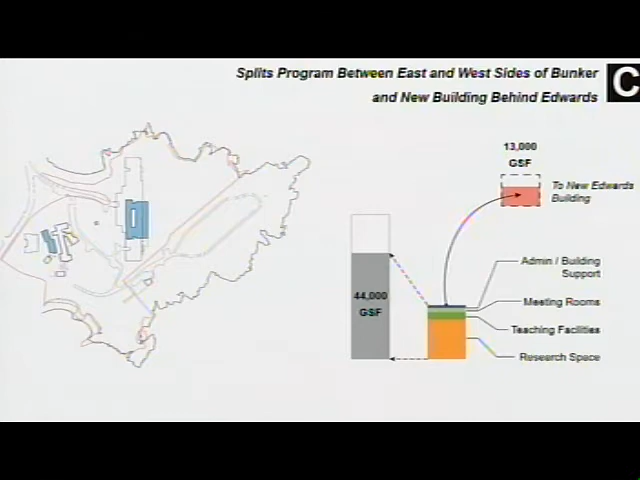 Splits Program Between East and West Sides of Bunker
and New Building Behind Edwards
C
13,000
GSF
To New Edwards
Building
44,000
GSF
Admin / Building
Support
Meeting Rooms
Teaching Facilities
Research Space